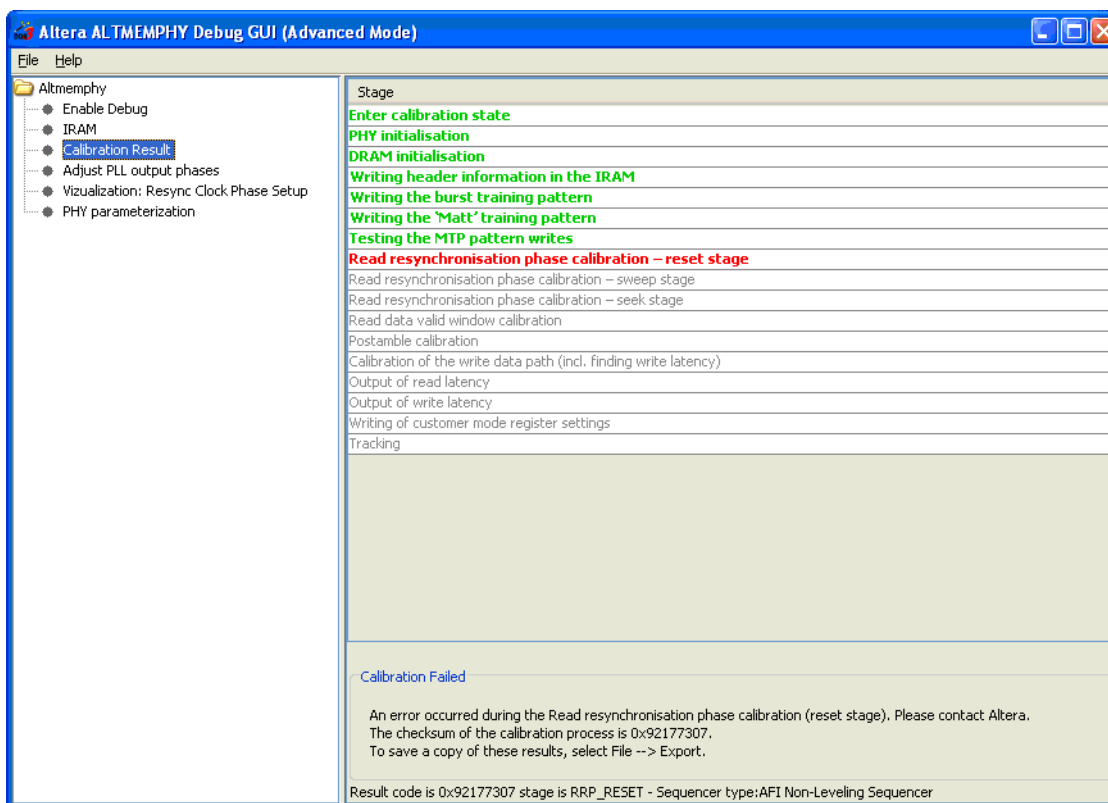 Altera ALTMEMPHY Debug GUI (Advanced Mode)
File Help
Altmemphy
Enable Debug
IRAM
Calibration Result
Adjust PLL output phases
Vizualization: Resync Clock Phase Setup
PHY parameterization
Stage
Enter calibration state
PHY initialisation
DRAM initialisation
Writing header information in the IRAM
Writing the burst training pattern
Writing the 'Matt' training pattern
Testing the MTP pattern writes
Read resynchronisation phase calibration – reset stage
Read resynchronisation phase calibration – sweep stage
Read resynchronisation phase calibration – seek stage
Read data valid window calibration
Postamble calibration
Calibration of the write data path (incl. finding write latency)
Output of read latency
Output of write latency
Writing of customer mode register settings
Tracking
Calibration Failed
An error occurred during the Read resynchronisation phase calibration (reset stage). Please contact Altera.
The checksum of the calibration process is 0x92177307.
To save a copy of these results, select File --> Export.
Result code is 0x92177307 stage is RRP_RESET - Sequencer type:AFI Non-Leveling Sequencer